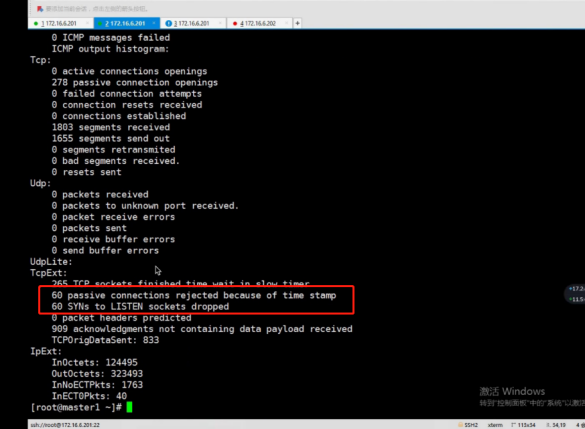 1 172.16.6.201
2 172.16.6.201
3 172.16.6.201
4 172.16.6.202
0 ICMP messages failed
ICMP output histogram:
Tcp:
0 active connections openings
278 passive connection openings
0 failed connection attempts
0 connection resets received
0 connections established
1803 segments received
1655 segments send out
0 segments retransmited
0 bad segments received.
0 resets sent
Udp:
0 packets received
0 packets to unknown port received.
0 packet receive errors
0 packets sent
0 receive buffer errors
0 send buffer errors
UdpLite:
TcpExt:
265 TCP sockets finished time wait in slow timer
60 passive connections rejected because of time stamp
60 SYNs to LISTEN sockets dropped
0 packet headers predicted
909 acknowledgments not containing data payload received
TCPOrigDataSent: 833
IpExt:
InOctets: 124495
OutOctets: 323493
InNoECTPkts: 1763
InECT0Pkts: 40
[root@master1 ~]#
激活 Windows
转到"控制面板"中的"系统"以激活
ssh://root@172.16.6.201:22
SSH2
xterm
113x34
34,19